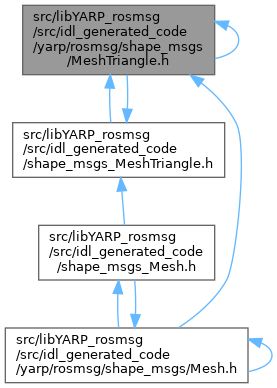 src/libYARP_rosmsg
/src/idl_generated_code
/yarp/rosmsg/shape_msgs
/MeshTriangle.h
src/libYARP_rosmsg
/src/idl_generated_code
/shape_msgs_MeshTriangle.h
src/libYARP_rosmsg
/src/idl_generated_code
/shape_msgs_Mesh.h
src/libYARP_rosmsg
/src/idl_generated_code
/yarp/rosmsg/shape_msgs/Mesh.h